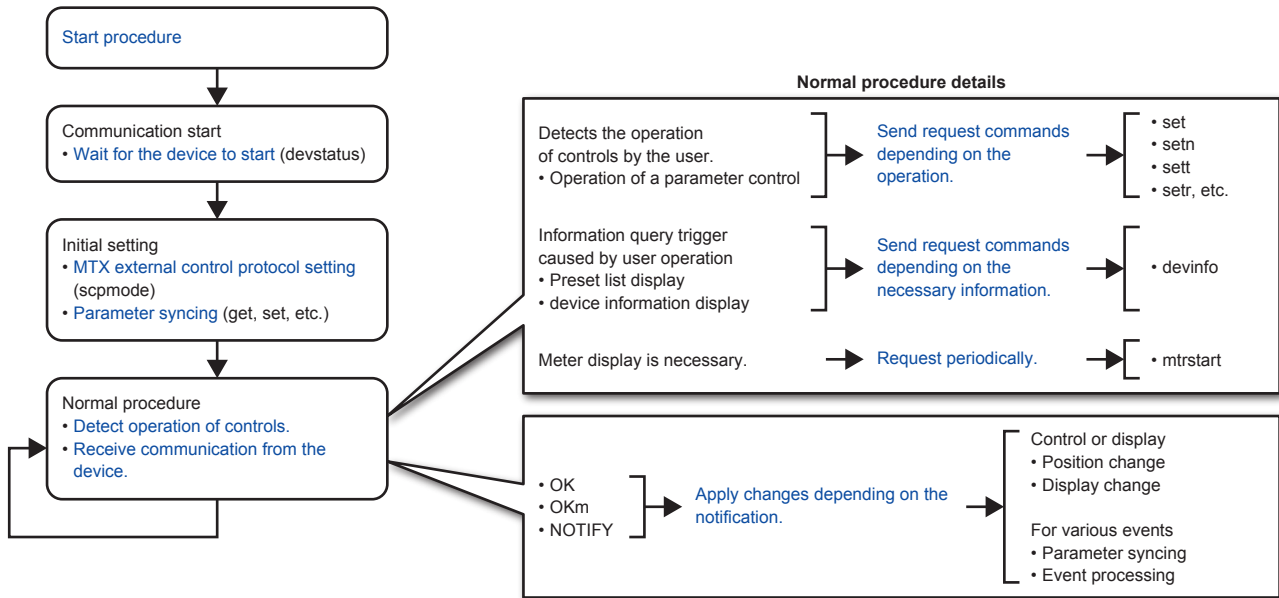 Start procedure
Communication start
• Wait for the device to start (devstatus)
Initial setting
• MTX external control protocol setting
(scpmode)
• Parameter syncing (get, set, etc.)
Normal procedure
• Detect operation of controls.
• Receive communication from the
device.
Normal procedure details
Detects the operation
of controls by the user.
• Operation of a parameter control
Send request commands
depending on the
operation.
• set
• setn
• sett
• setr, etc.
Information query trigger
caused by user operation
• Preset list display
• device information display
Send request commands
depending on the
necessary information.
• devinfo
Meter display is necessary.
Request periodically.
• mtrstart
• OK
• OKm
• NOTIFY
Apply changes depending on the
notification.
Control or display
• Position change
• Display change
For various events
• Parameter syncing
• Event processing